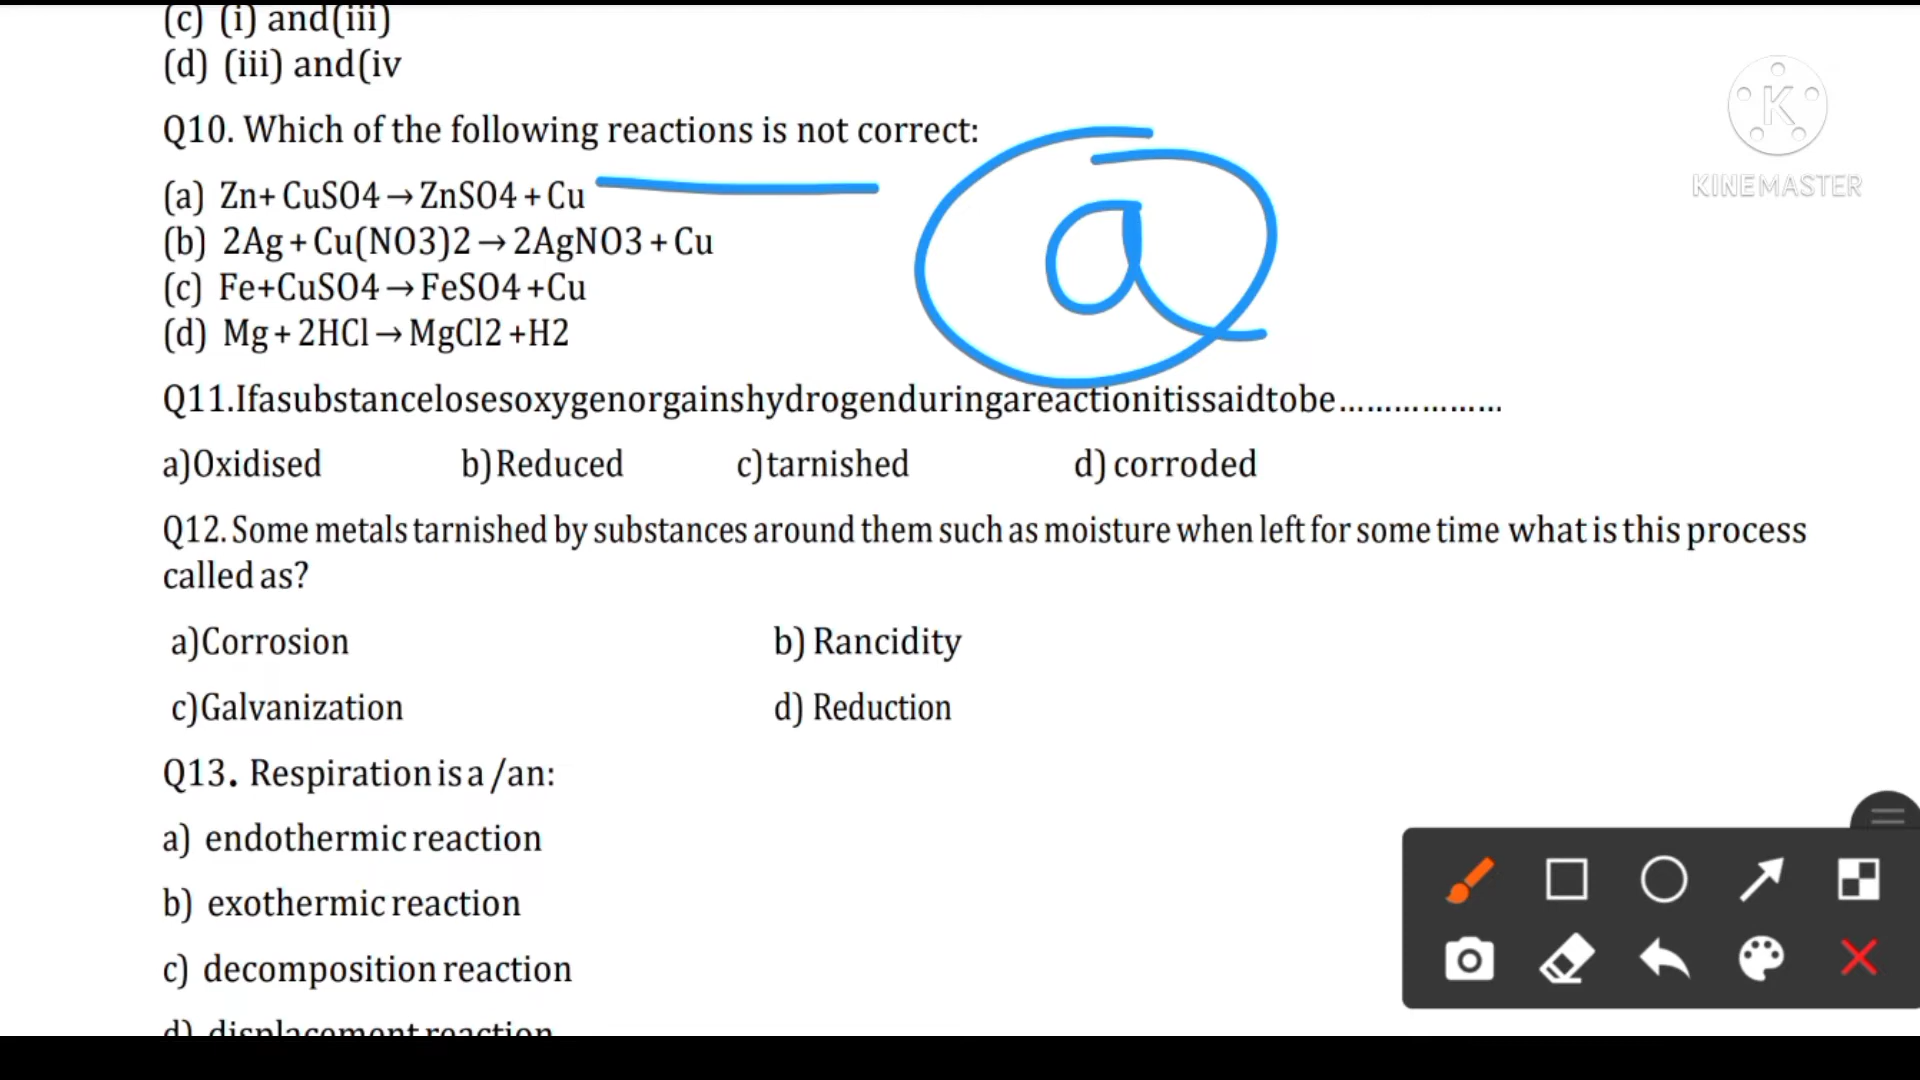 (c) (i) and(iii)
(d) (iii) and(iv
Q10. Which of the following reactions is not correct:
(a) Zn+ CuSO4→ZnSO4+Cu
(b) 2Ag+Cu(NO3)2→2AgNO3+Cu
(c) Fe+CuSO4→FeSO4+Cu
(d) Mg+2HCl→MgCl2+H2
a
KINEMASTER
Q11.Ifasubstancelosesoxygenorgainshydrogenduringareactionitissaidtobe..................
a)Oxidised b)Reduced c)tarnished d)corroded
Q12.Some metals tarnished by substances around them such as moisture when left for some time what is this process
called as?
a)Corrosion b) Rancidity
c)Galvanization d) Reduction
Q13. Respiration is a /an:
a) endothermic reaction
b) exothermic reaction
c) decomposition reaction
d) displacement reaction